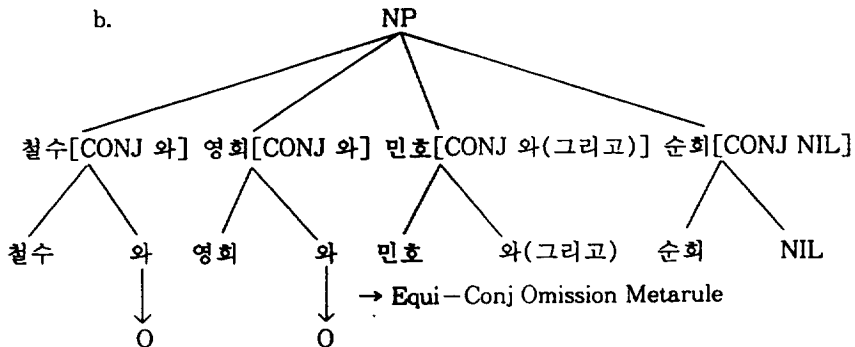 b. NP
철수[CONJ 와] 영희[CONJ 와] 민호[CONJ 와(그리고)] 순희[CONJ NIL]
철수 와 영희 와 민호 와(그리고) 순희 NIL
→ Equi-Conj Omission Metarule
O O